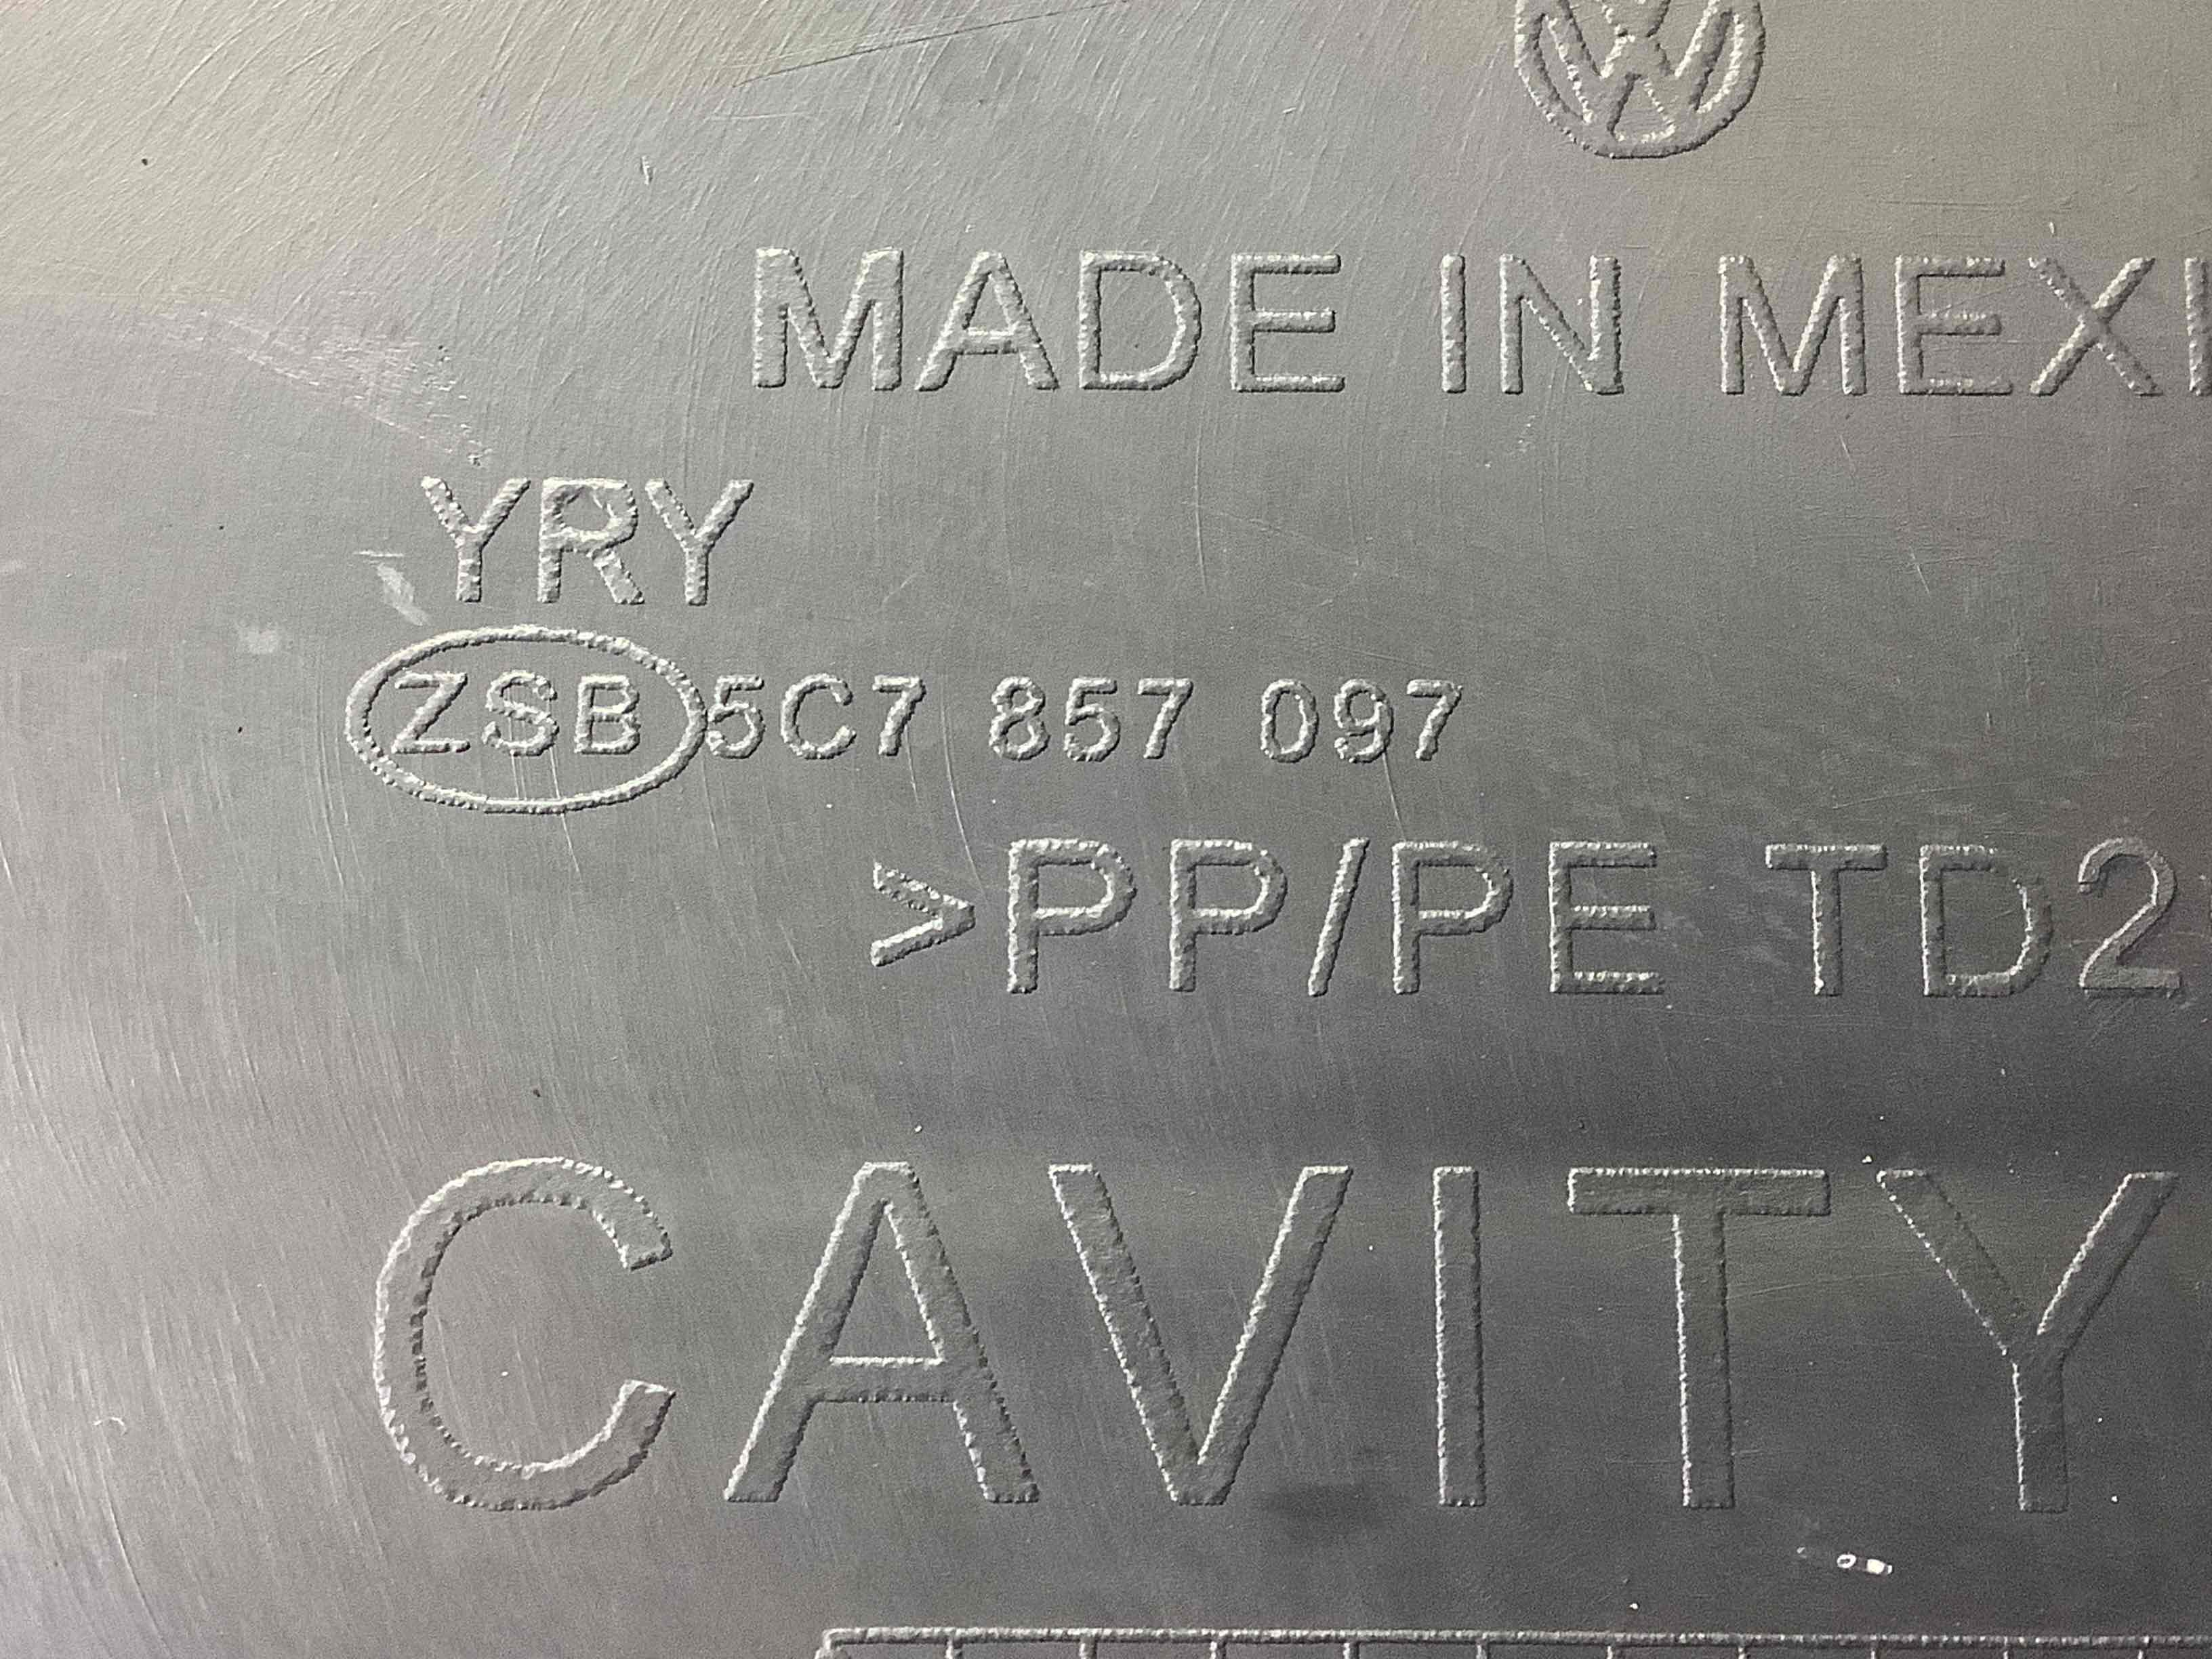 MADE IN MEXI
YRY
ZSB 5C7 857 097
>PP/PE TD2
CAVITY